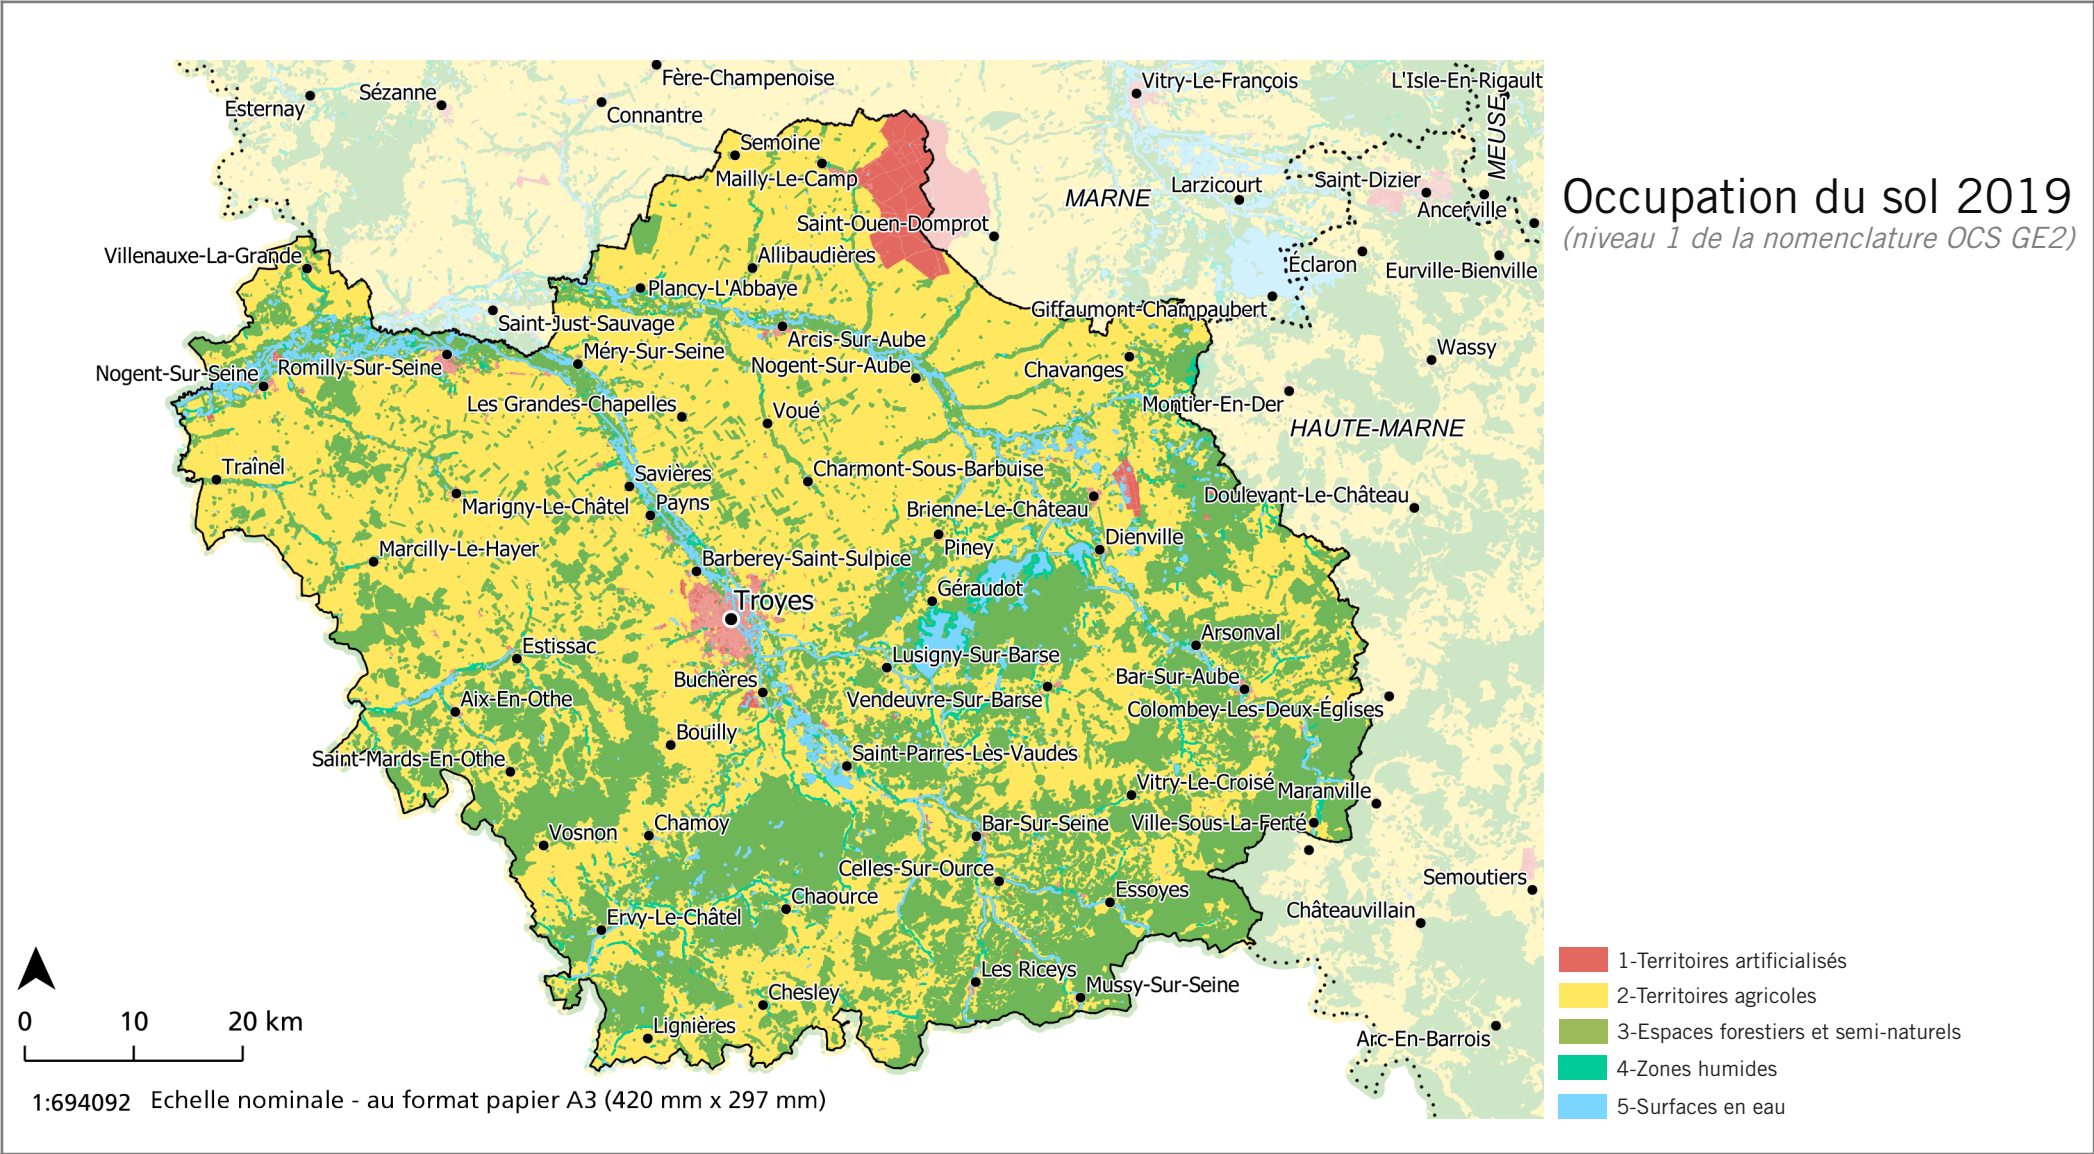 Fère-Champenoise
Vitry-Le-François
L'Isle-En-Rigault
Sézanne
Esternay
Connantre
MEUSE
Semoine
Mailly-Le-Camp
MARNE
Larzicourt
Saint-Dizier
Ancerville
Occupation du sol 2019
(niveau 1 de la nomenclature OCS GE2)
Saint-Ouen-Domprot
Villenauxe-La-Grande
Allibaudières
Éclaron
Eurville-Bienville
Plancy-L'Abbaye
Giffaumont-Champaubert
Saint-Just-Sauvage
Arcis-Sur-Aube
Méry-Sur-Seine
Wassy
Nogent-Sur-Seine
Romilly-Sur-Seine
Nogent-Sur-Aube
Chavanges
Les Grandes-Chapelles
Voué
Montier-En-Der
HAUTE-MARNE
Traînel
Savières
Charmont-Sous-Barbuise
Marigny-Le-Châtel
Payns
Brienne-Le-Château
Doulevant-Le-Château
Marcilly-Le-Hayer
Barberey-Saint-Sulpice
Piney
Dienville
Troyes
Géraudot
Estissac
Arsonval
Lusigny-Sur-Barse
Buchères
Bar-Sur-Aube
Aix-En-Othe
Vendeuvre-Sur-Barse
Colombey-Les-Deux-Églises
Bouilly
Saint-Mards-En-Othe
Saint-Parres-Lès-Vaudes
Vitry-Le-Croisé
Maranville
Vosnon
Chamoy
Bar-Sur-Seine
Ville-Sous-La-Ferté
Celles-Sur-Ource
Semoutiers
Chaource
Essoyes
Ervy-Le-Châtel
Châteauvillain
Les Riceys
Mussy-Sur-Seine
Chesley
Lignières
Arc-En-Barrois
1-Territoires artificialisés
2-Territoires agricoles
3-Espaces forestiers et semi-naturels
4-Zones humides
5-Surfaces en eau
0 10 20 km
1:694092 Echelle nominale - au format papier A3 (420 mm x 297 mm)